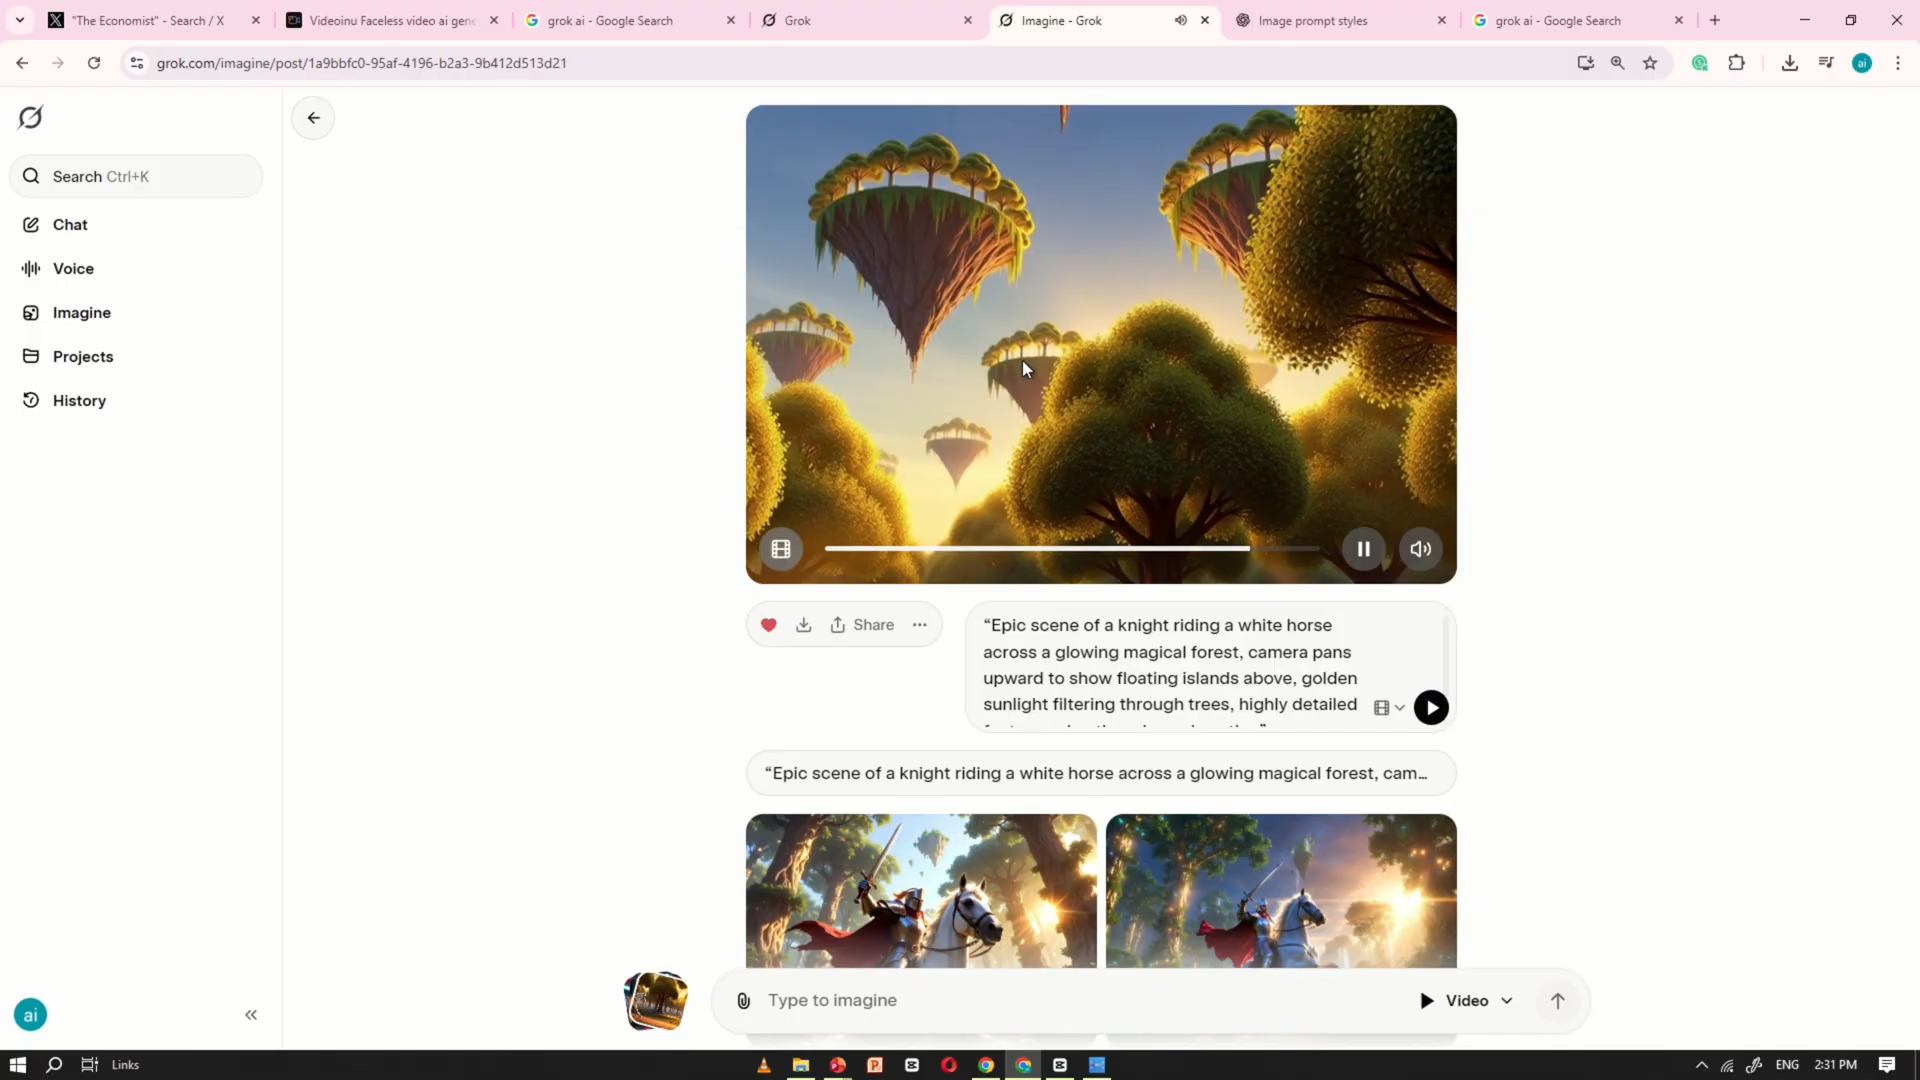 "The Economist" - Search / X
Videoinu Faceless video ai gene
grok ai - Google Search
Grok
Imagine - Grok
Image prompt styles
grok ai - Google Search
grok.com/imagine/post/1a9bbfc0-95af-4196-b2a3-9b412d513d21
ai
Search Ctrl+K
Chat
Voice
Imagine
Projects
History
Share
“Epic scene of a knight riding a white horse
across a glowing magical forest, camera pans
upward to show floating islands above, golden
sunlight filtering through trees, highly detailed
“Epic scene of a knight riding a white horse across a glowing magical forest, cam...
Type to imagine
Video
ai
Links
ENG
2:31 PM